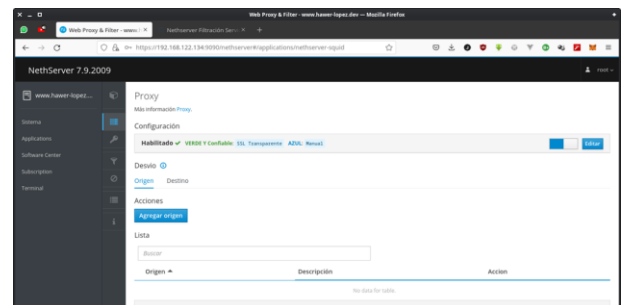 Web Proxy & Filter - www.hawer-lopez.dev — Mozilla Firefox
Web Proxy & Filter - www.l
Nethserver Filtración Serv
https://192.168.122.134:9090/nethserver#/applications/nethserver-squid
NethServer 7.9.2009
root
www.hawer-lopez....
Sistema
Applications
Software Center
Subscription
Terminal
Proxy
Más información Proxy.
Configuración
Habilitado VERDE Y Confiable: SSL Transparente AZUL: Manual
Editar
Desvío
Origen Destino
Acciones
Agregar origen
Lista
Buscar
Origen Descripción Accion
No data for table.